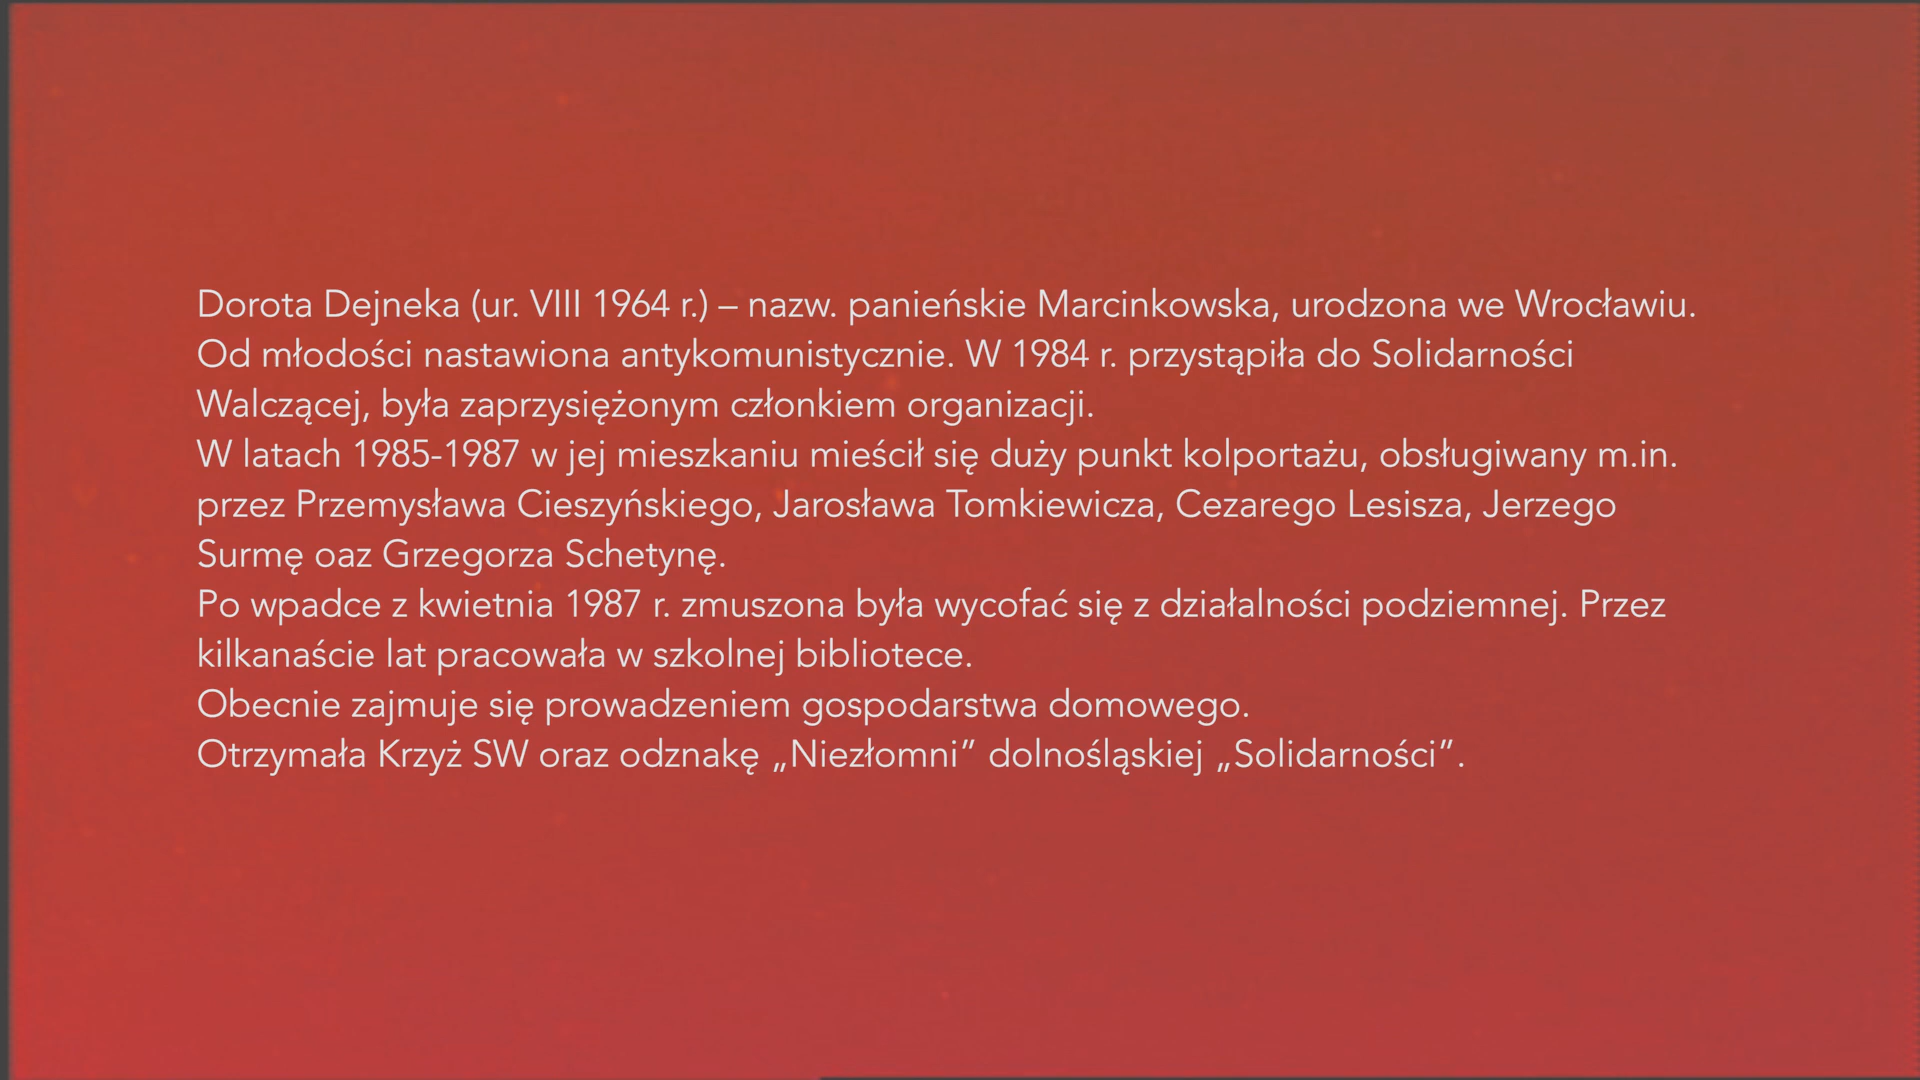 Dorota Dejneka (ur. VIII 1964 r.) – nazw. panieńskie Marcinkowska, urodzona we Wrocławiu.
Od młodości nastawiona antykomunistycznie. W 1984 r. przystąpiła do Solidarności
Walczącej, była zaprzysiężonym członkiem organizacji.
W latach 1985-1987 w jej mieszkaniu mieścił się duży punkt kolportażu, obsługiwany m.in.
przez Przemysława Cieszyńskiego, Jarosława Tomkiewicza, Cezarego Lesisza, Jerzego
Surmę oaz Grzegorza Schetynę.
Po wpadce z kwietnia 1987 r. zmuszona była wycofać się z działalności podziemnej. Przez
kilkanaście lat pracowała w szkolnej bibliotece.
Obecnie zajmuje się prowadzeniem gospodarstwa domowego.
Otrzymała Krzyż SW oraz odznakę „Niezłomni” dolnośląskiej „Solidarności”.